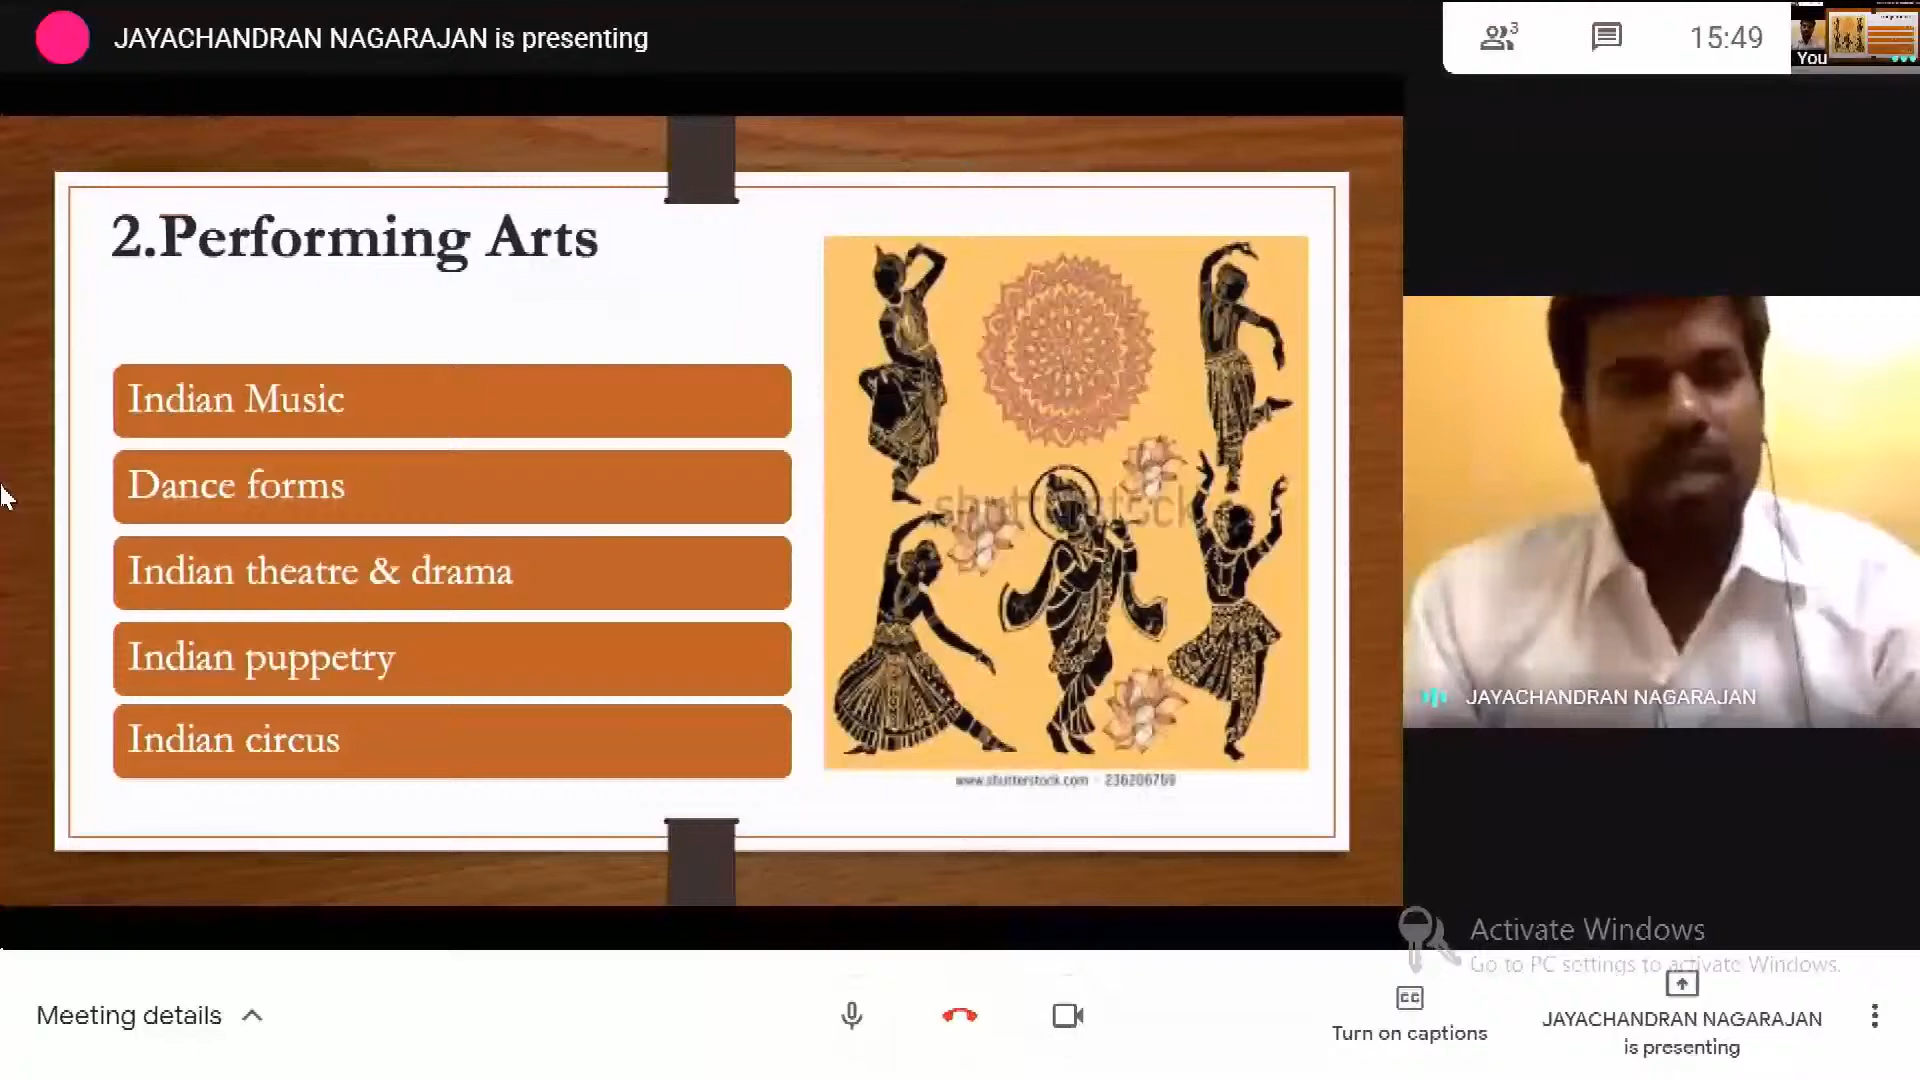 JAYACHANDRAN NAGARAJAN is presenting
3
15:49
You
2.Performing Arts
Indian Music
Dance forms
Indian theatre & drama
Indian puppetry
Indian circus
shutterstock
www.shutterstock.com - 236206759
JAYACHANDRAN NAGARAJAN
Activate Windows
Go to PC settings to activate Windows.
Meeting details
Turn on captions
JAYACHANDRAN NAGARAJAN
is presenting